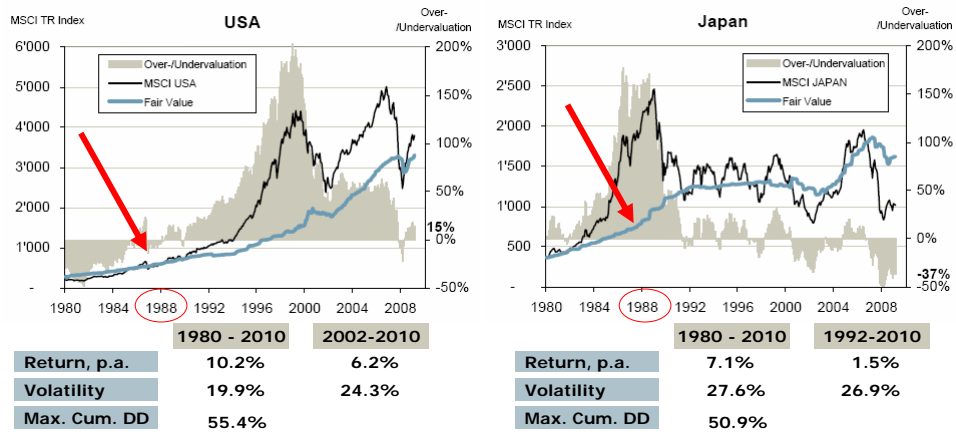 MSCI TR Index
USA
Over-
/Undervaluation
6'000
5'000
4'000
3'000
2'000
1'000
-
200%
150%
100%
50%
15%
0%
-50%
Over-/Undervaluation
MSCI USA
Fair Value
1980 1984 1988 1992 1996 2000 2004 2008
1980 - 2010 2002-2010
Return, p.a. 10.2% 6.2%
Volatility 19.9% 24.3%
Max. Cum. DD 55.4%
MSCI TR Index
Japan
Over-
/Undervaluation
3'000
2'500
2'000
1'500
1'000
500
-
200%
150%
100%
50%
0%
-37%
-50%
Over-/Undervaluation
MSCI JAPAN
Fair Value
1980 1984 1988 1992 1996 2000 2004 2008
1980 - 2010 1992-2010
Return, p.a. 7.1% 1.5%
Volatility 27.6% 26.9%
Max. Cum. DD 50.9%